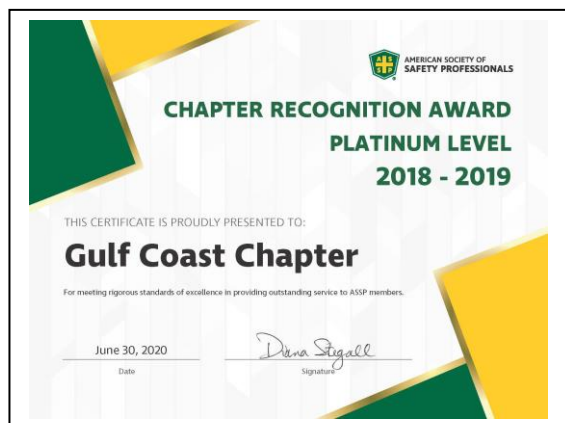 AMERICAN SOCIETY OF
SAFETY PROFESSIONALS
CHAPTER RECOGNITION AWARD
PLATINUM LEVEL
2018 - 2019
THIS CERTIFICATE IS PROUDLY PRESENTED TO:
Gulf Coast Chapter
For meeting rigorous standards of excellence in providing outstanding service to ASSP members.
June 30, 2020 Diana Stegall
Date Signature